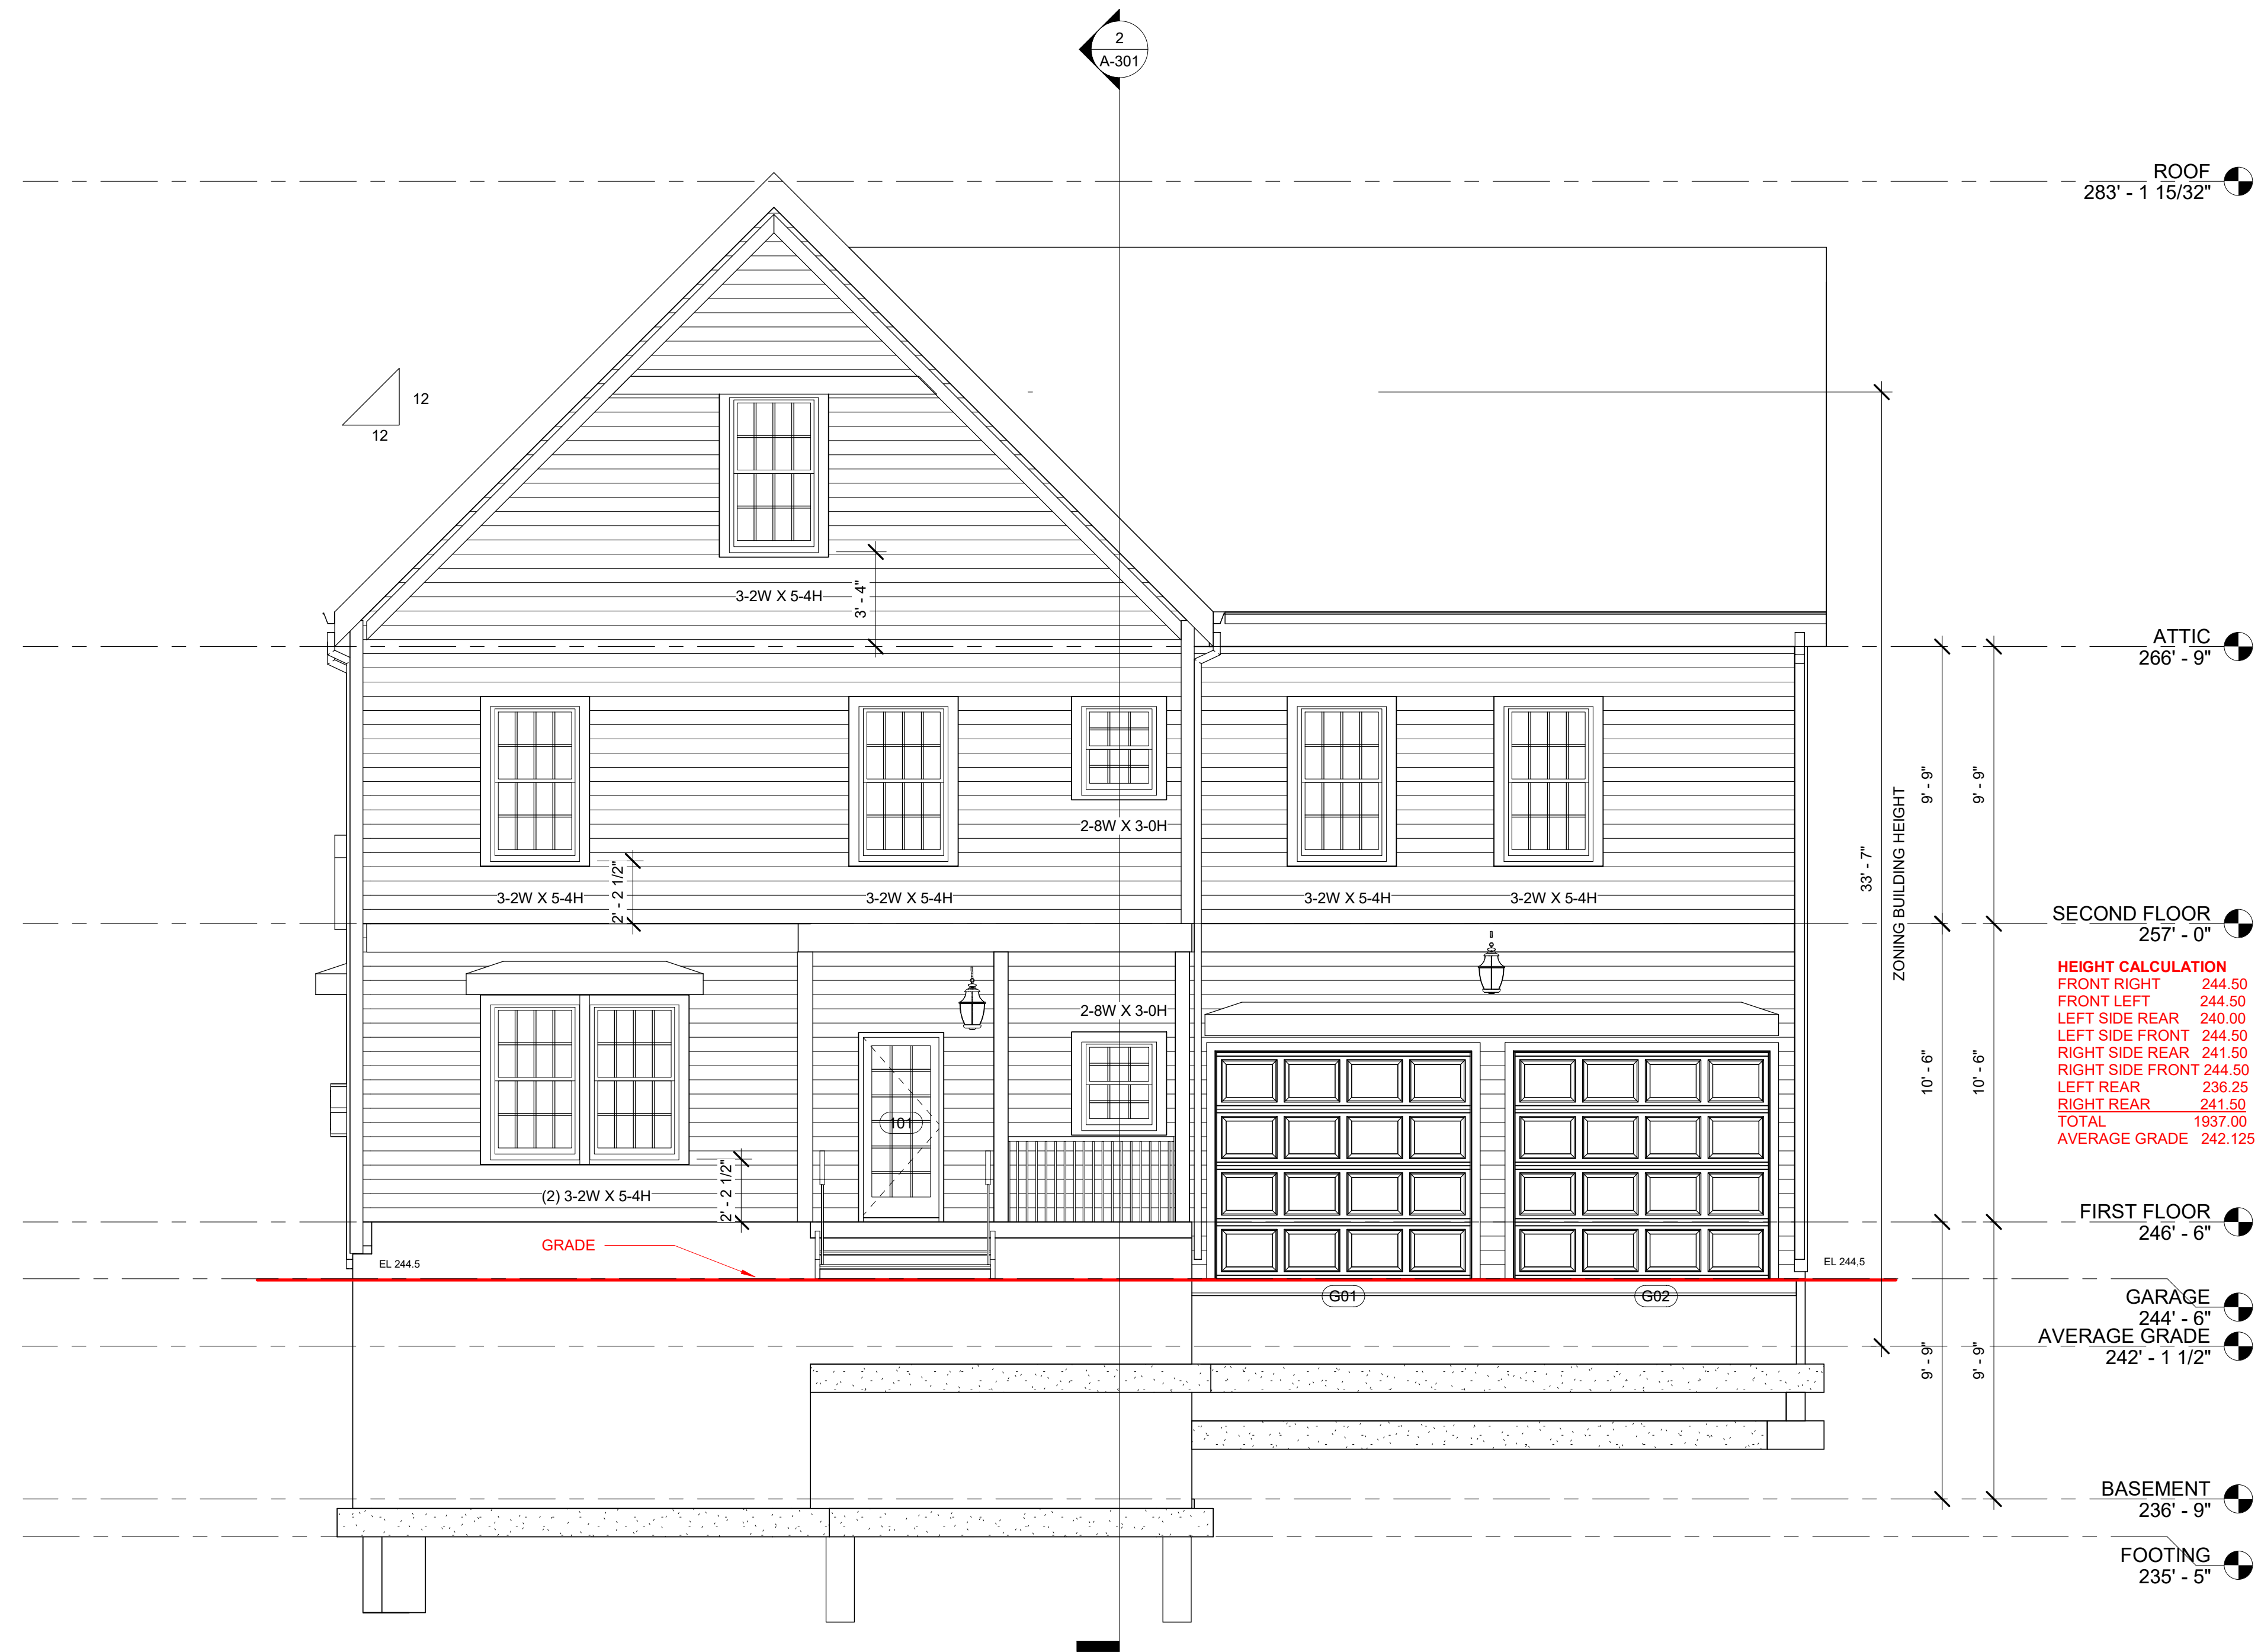 2
A-301
ROOF
283' - 1 15/32"
12
12
3-2W X 5-4H
3' - 4"
ATTIC
266' - 9"
9' - 9"
9' - 9"
2-8W X 3-0H
33' - 7"
ZONING BUILDING HEIGHT
3-2W X 5-4H
2' - 2 1/2"
3-2W X 5-4H
3-2W X 5-4H
3-2W X 5-4H
SECOND FLOOR
257' - 0"
HEIGHT CALCULATION
FRONT RIGHT 244.50
FRONT LEFT 244.50
LEFT SIDE REAR 240.00
LEFT SIDE FRONT 244.50
RIGHT SIDE REAR 241.50
RIGHT SIDE FRONT 244.50
LEFT REAR 236.25
RIGHT REAR 241.50
TOTAL 1937.00
AVERAGE GRADE 242.125
2-8W X 3-0H
10' - 6"
10' - 6"
101
(2) 3-2W X 5-4H
2' - 2 1/2"
FIRST FLOOR
246' - 6"
GRADE
EL 244.5
EL 244,5
G01
G02
GARAGE
244' - 6"
AVERAGE GRADE
242' - 1 1/2"
9' - 9"
9' - 9"
BASEMENT
236' - 9"
FOOTING
235' - 5"